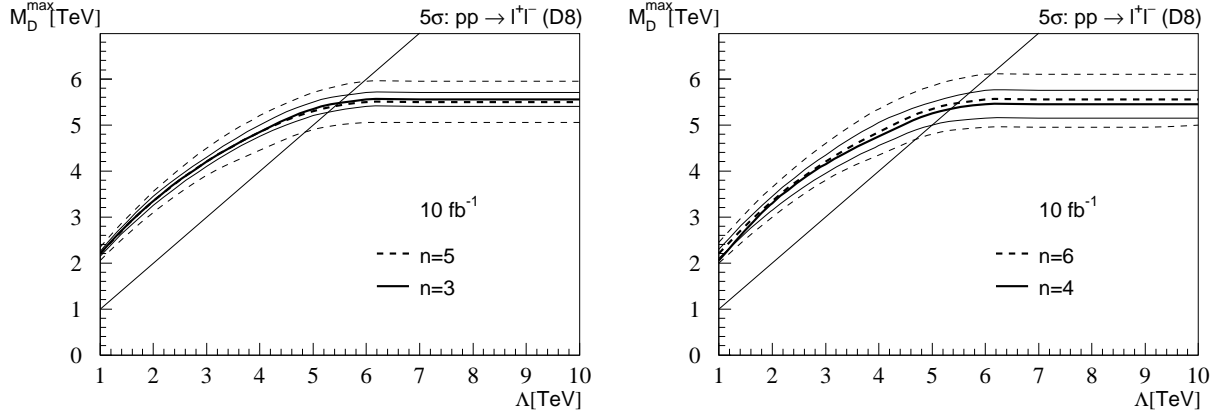 M_D^max[TeV] 5σ: pp → l⁺l⁻ (D8)
6
5
4
3
2
1
0
10 fb⁻¹
n=5
n=3
1 2 3 4 5 6 7 8 9 10
Λ[TeV]
M_D^max[TeV] 5σ: pp → l⁺l⁻ (D8)
6
5
4
3
2
1
0
10 fb⁻¹
n=6
n=4
1 2 3 4 5 6 7 8 9 10
Λ[TeV]